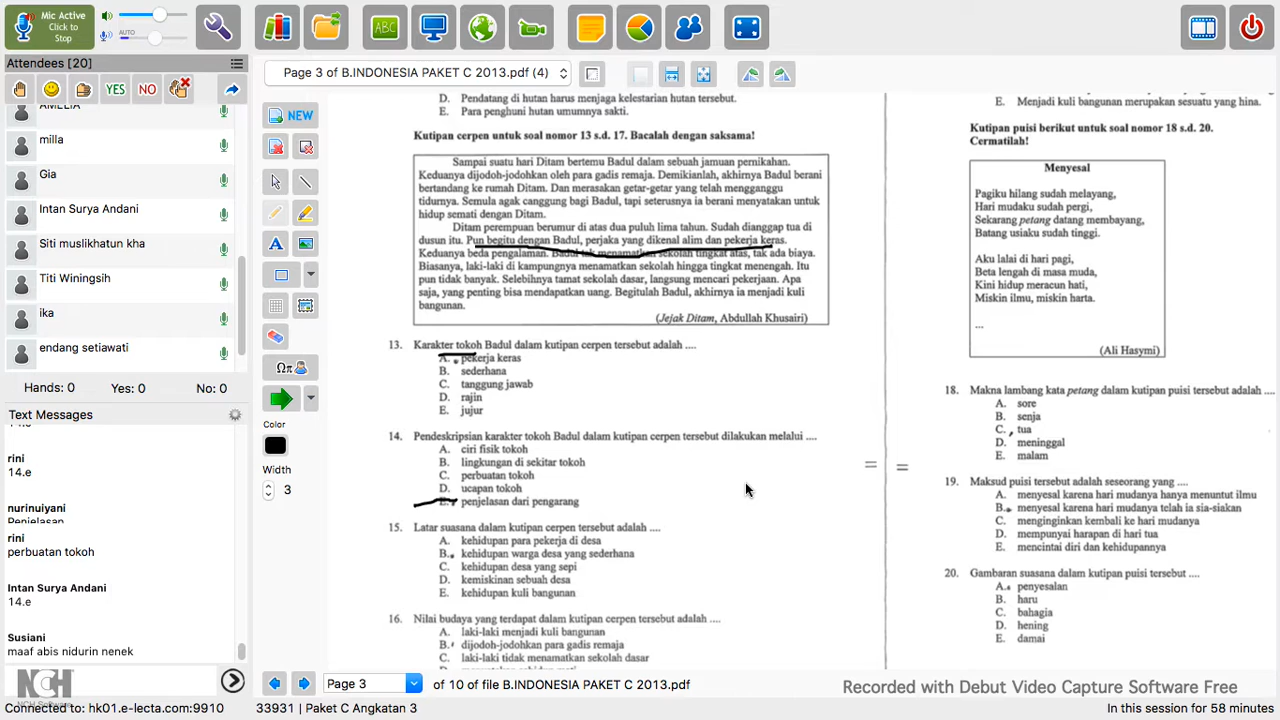 Mic Active
Click to
Stop
AUTO
ABC
Attendees [20]
YES
NO
AMELIA
milla
Gia
Intan Surya Andani
Siti muslikhatun kha
Titi Winingsih
ika
endang setiawati
Hands: 0 Yes: 0 No: 0
Text Messages
14.e
rini
14.e
nurinuiyani
Penjelasan
rini
perbuatan tokoh
Intan Surya Andani
14.e
Susiani
maaf abis nidurin nenek
NCH
NCH Software
Connected to: hk01.e-lecta.com:9910
Page 3 of B.INDONESIA PAKET C 2013.pdf (4)
NEW
A
Ωπ
Color
Width
3
D. Pendatang di hutan harus menjaga kelestarian hutan tersebut.
E. Para penghuni hutan umumnya sakti.
Kutipan cerpen untuk soal nomor 13 s.d. 17. Bacalah dengan saksama!
Sampai suatu hari Ditam bertemu Badul dalam sebuah jamuan pernikahan.
Keduanya dijodoh-jodohkan oleh para gadis remaja. Demikianlah, akhirnya Badul berani
bertandang ke rumah Ditam. Dan merasakan getar-getar yang telah mengganggu
tidurnya. Semula agak canggung bagi Badul, tapi seterusnya ia berani menyatakan untuk
hidup semati dengan Ditam.
Ditam perempuan berumur di atas dua puluh lima tahun. Sudah dianggap tua di
dusun itu. Pun begitu dengan Badul, perjaka yang dikenal alim dan pekerja keras.
Keduanya beda pengalaman. Badul tak menamatkan sekolah tingkat atas, tak ada biaya.
Biasanya, laki-laki di kampungnya menamatkan sekolah hingga tingkat menengah. Itu
pun tidak banyak. Selebihnya tamat sekolah dasar, langsung mencari pekerjaan. Apa
saja, yang penting bisa mendapatkan uang. Begitulah Badul, akhirnya ia menjadi kuli
bangunan.
(Jejak Ditam, Abdullah Khusairi)
13. Karakter tokoh Badul dalam kutipan cerpen tersebut adalah ....
A. pekerja keras
B. sederhana
C. tanggung jawab
D. rajin
E. jujur
14. Pendeskripsian karakter tokoh Badul dalam kutipan cerpen tersebut dilakukan melalui ....
A. ciri fisik tokoh
B. lingkungan di sekitar tokoh
C. perbuatan tokoh
D. ucapan tokoh
E. penjelasan dari pengarang
15. Latar suasana dalam kutipan cerpen tersebut adalah ....
A. kehidupan para pekerja di desa
B. kehidupan warga desa yang sederhana
C. kehidupan desa yang sepi
D. kemiskinan sebuah desa
E. kehidupan kuli bangunan
16. Nilai budaya yang terdapat dalam kutipan cerpen tersebut adalah ....
A. laki-laki menjadi kuli bangunan
B. dijodoh-jodohkan para gadis remaja
C. laki-laki tidak menamatkan sekolah dasar
E. Menjadi kuli bangunan merupakan sesuatu yang hina.
Kutipan puisi berikut untuk soal nomor 18 s.d. 20.
Cermatilah!
Menyesal
Pagiku hilang sudah melayang,
Hari mudaku sudah pergi,
Sekarang petang datang membayang,
Batang usiaku sudah tinggi.
Aku lalai di hari pagi,
Beta lengah di masa muda,
Kini hidup meracun hati,
Miskin ilmu, miskin harta.
...
(Ali Hasymi)
18. Makna lambang kata petang dalam kutipan puisi tersebut adalah ....
A. sore
B. senja
C. tua
D. meninggal
E. malam
19. Maksud puisi tersebut adalah seseorang yang ....
A. menyesal karena hari mudanya hanya menuntut ilmu
B. menyesal karena hari mudanya telah ia sia-siakan
C. menginginkan kembali ke hari mudanya
D. mempunyai harapan di hari tua
E. mencintai diri dan kehidupannya
20. Gambaran suasana dalam kutipan puisi tersebut ....
A. penyesalan
B. haru
C. bahagia
D. hening
E. damai
Page 3 of 10 of file B.INDONESIA PAKET C 2013.pdf
Recorded with Debut Video Capture Software Free
33931 | Paket C Angkatan 3
In this session for 58 minutes